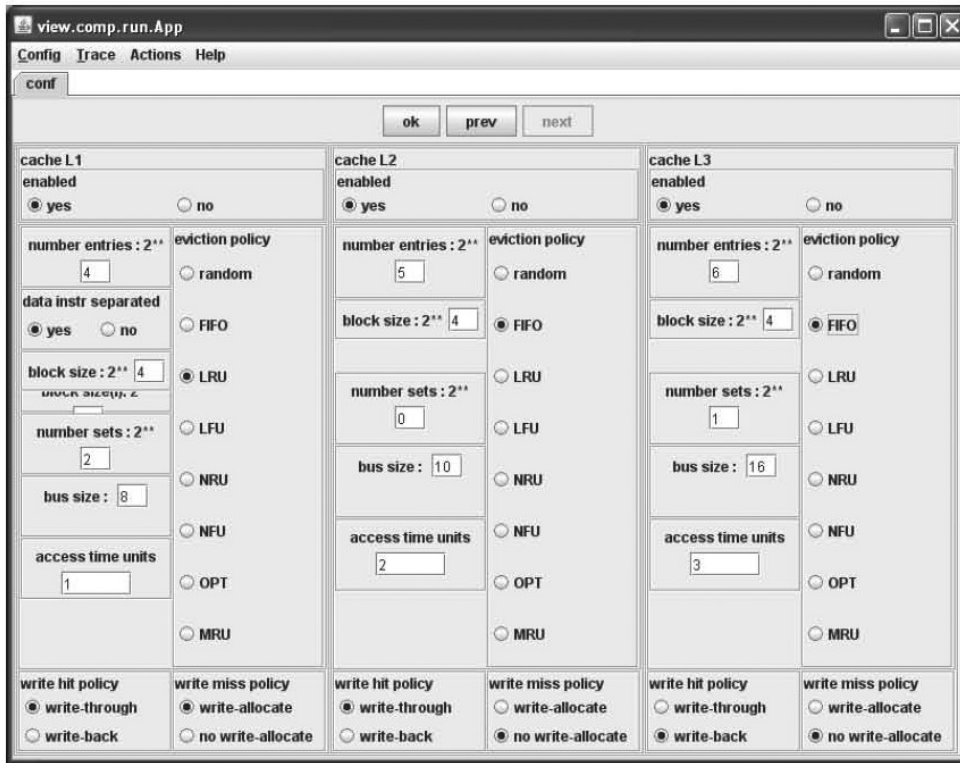 view.comp.run.App
Config Trace Actions Help
conf
ok prev next
cache L1
enabled
yes no
number entries : 2**
4
data instr separated
yes no
block size : 2** 4
block size(i): 2
number sets : 2**
2
bus size : 8
access time units
1
eviction policy
random
FIFO
LRU
LFU
NRU
NFU
OPT
MRU
write hit policy
write-through
write-back
write miss policy
write-allocate
no write-allocate
cache L2
enabled
yes no
number entries : 2**
5
block size : 2** 4
number sets : 2**
0
bus size : 10
access time units
2
eviction policy
random
FIFO
LRU
LFU
NRU
NFU
OPT
MRU
write hit policy
write-through
write-back
write miss policy
write-allocate
no write-allocate
cache L3
enabled
yes no
number entries : 2**
6
block size : 2** 4
number sets : 2**
1
bus size : 16
access time units
3
eviction policy
random
FIFO
LRU
LFU
NRU
NFU
OPT
MRU
write hit policy
write-through
write-back
write miss policy
write-allocate
no write-allocate